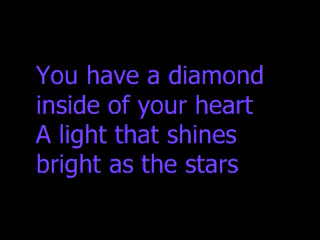 You have a diamond
inside of your heart
A light that shines
bright as the stars